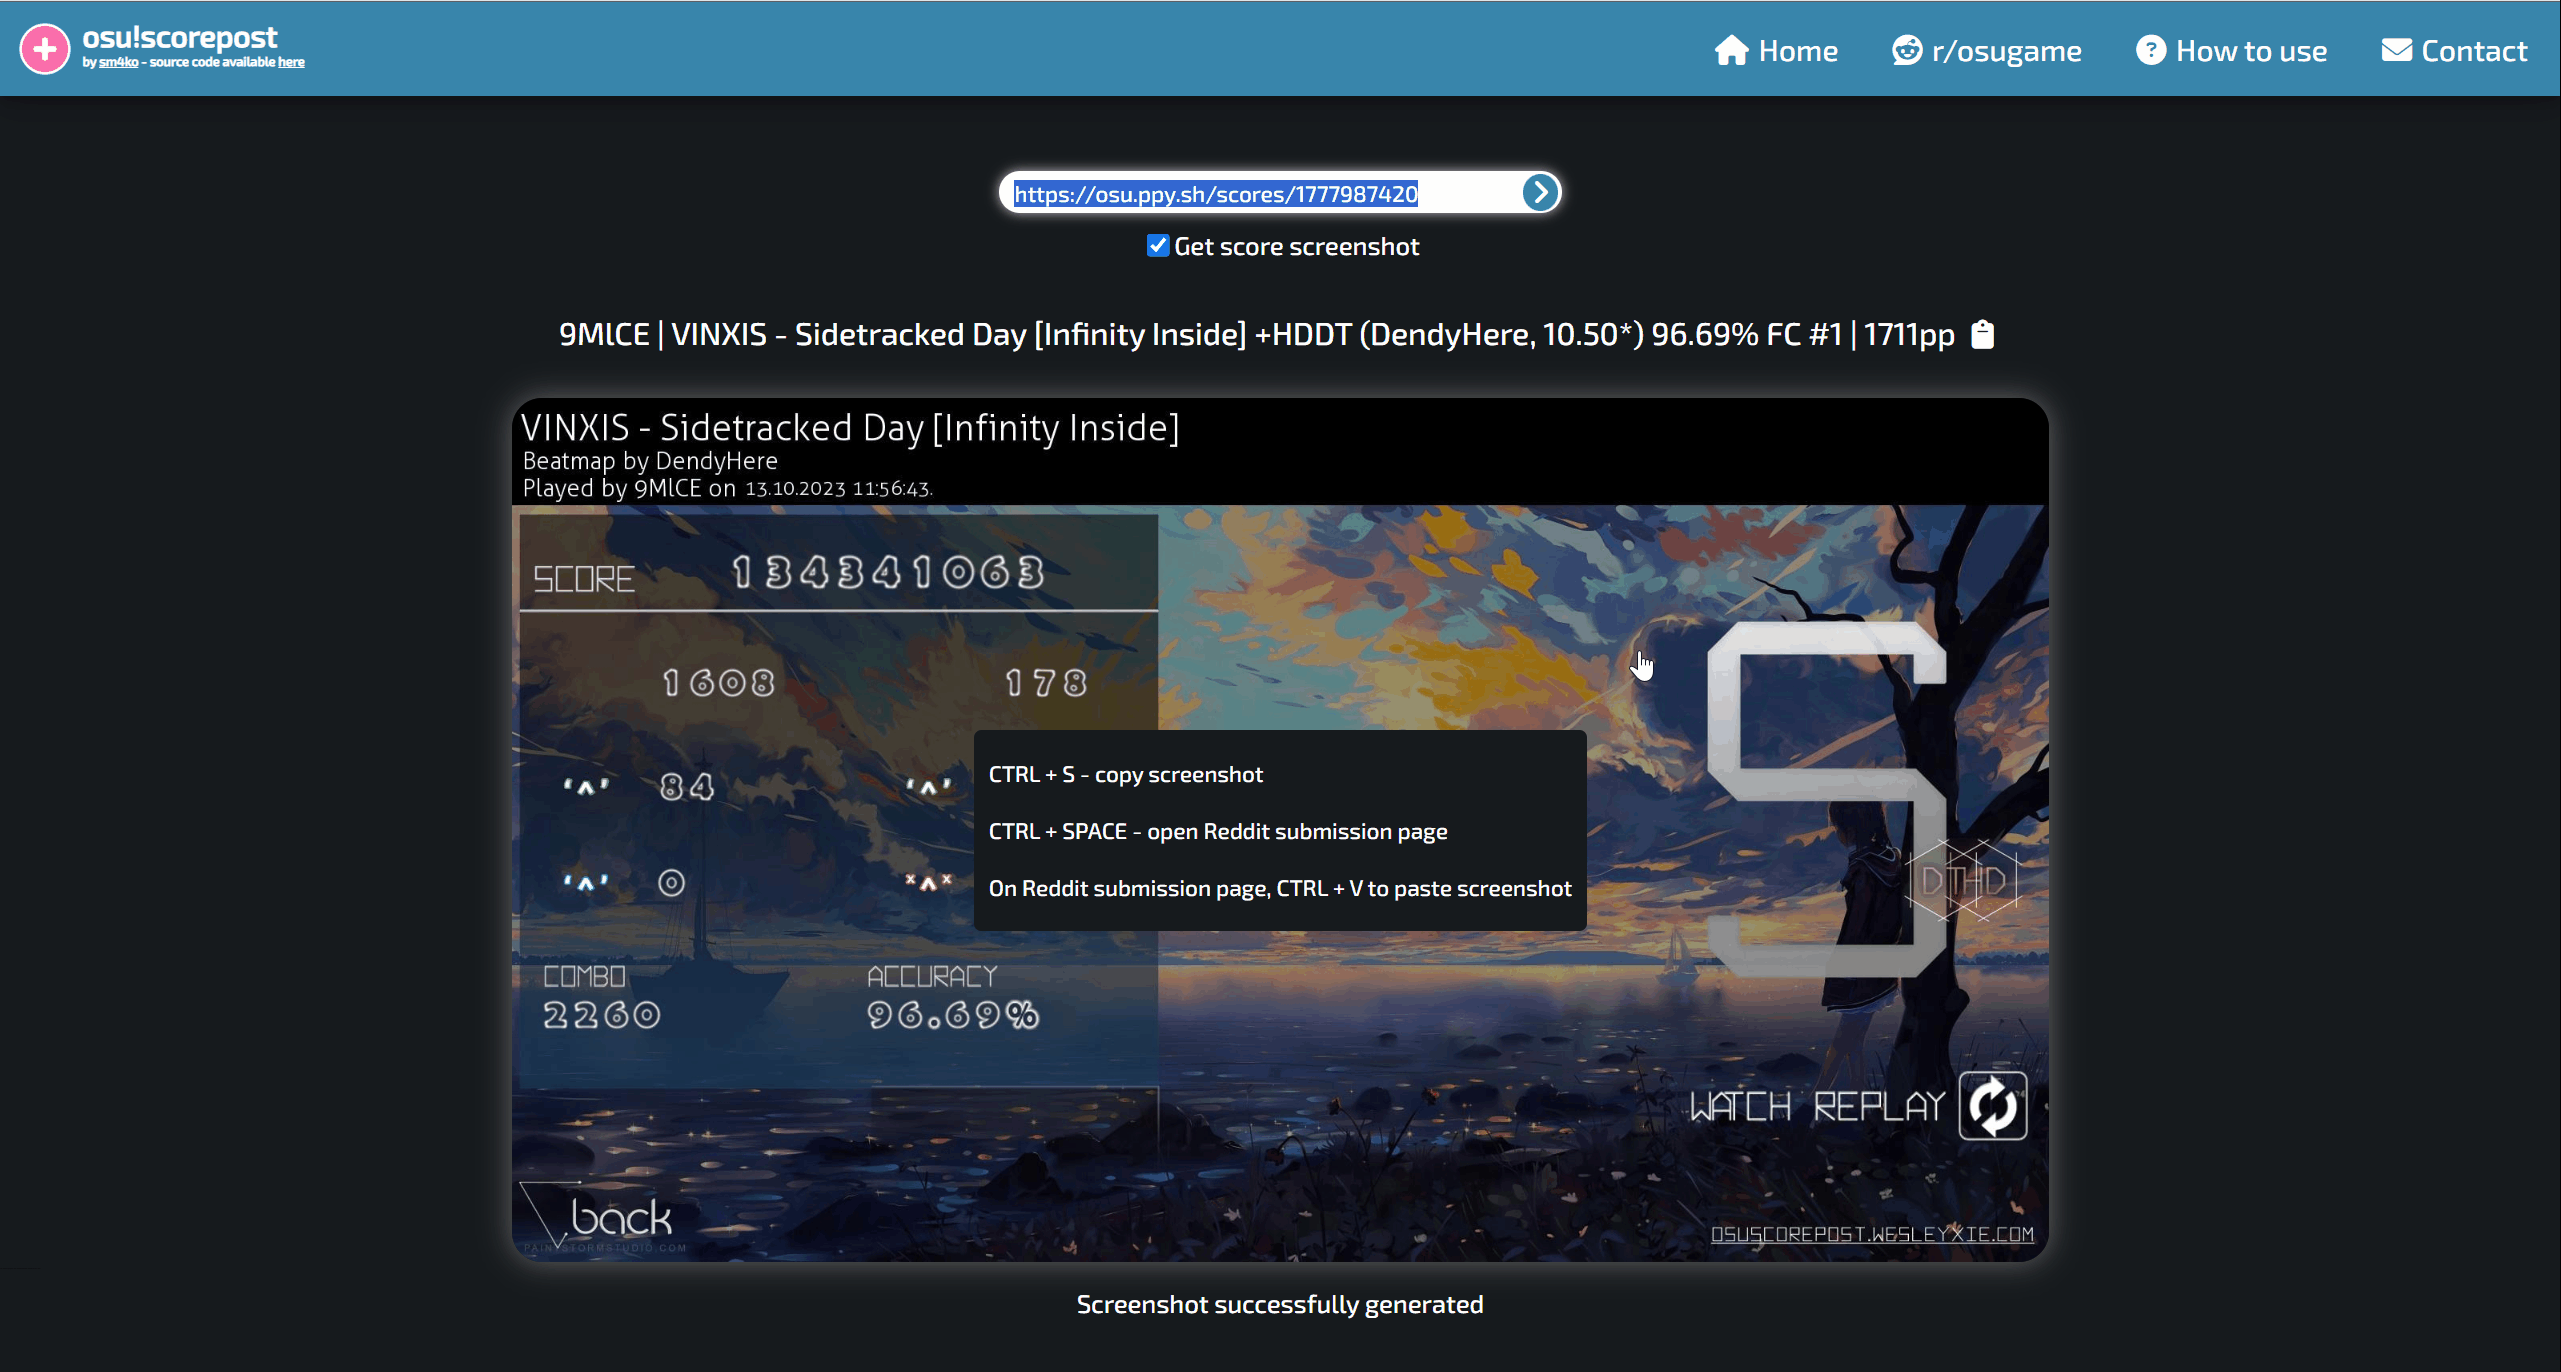 osu!scorepost
by sm4ko - source code available here
Home
r/osugame
How to use
Contact
https://osu.ppy.sh/scores/1777987420
Get score screenshot
9MlCE | VINXIS - Sidetracked Day [Infinity Inside] +HDDT (DendyHere, 10.50*) 96.69% FC #1 | 1711pp
VINXIS - Sidetracked Day [Infinity Inside]
Beatmap by DendyHere
Played by 9MlCE on 13.10.2023 11:56:43.
SCORE 134341063
1608 178
'^' 84 '^'
'^' 0 x^x
CTRL + S - copy screenshot
CTRL + SPACE - open Reddit submission page
On Reddit submission page, CTRL + V to paste screenshot
S
DTHD
COMBO ACCURACY
2260 96.69%
WATCH REPLAY
back
PAINTSTORMSTUDIO.COM
OSUSCOREPOST.WESLEYXIE.COM
Screenshot successfully generated